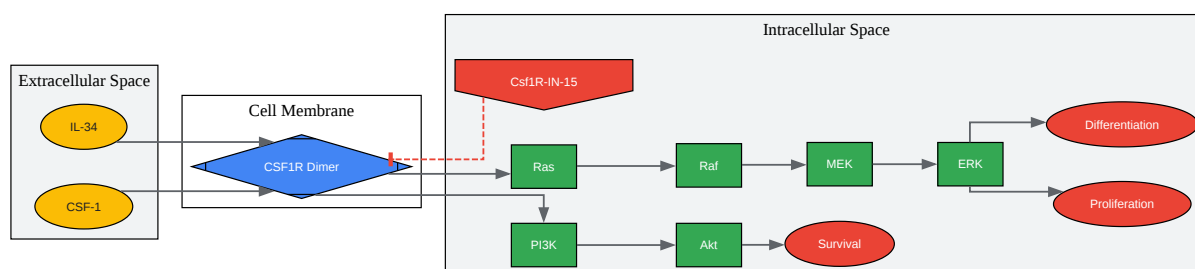 Extracellular Space
IL-34
CSF-1
Cell Membrane
CSF1R Dimer
Intracellular Space
Csf1R-IN-15
Ras
Raf
MEK
ERK
Differentiation
Proliferation
PI3K
Akt
Survival